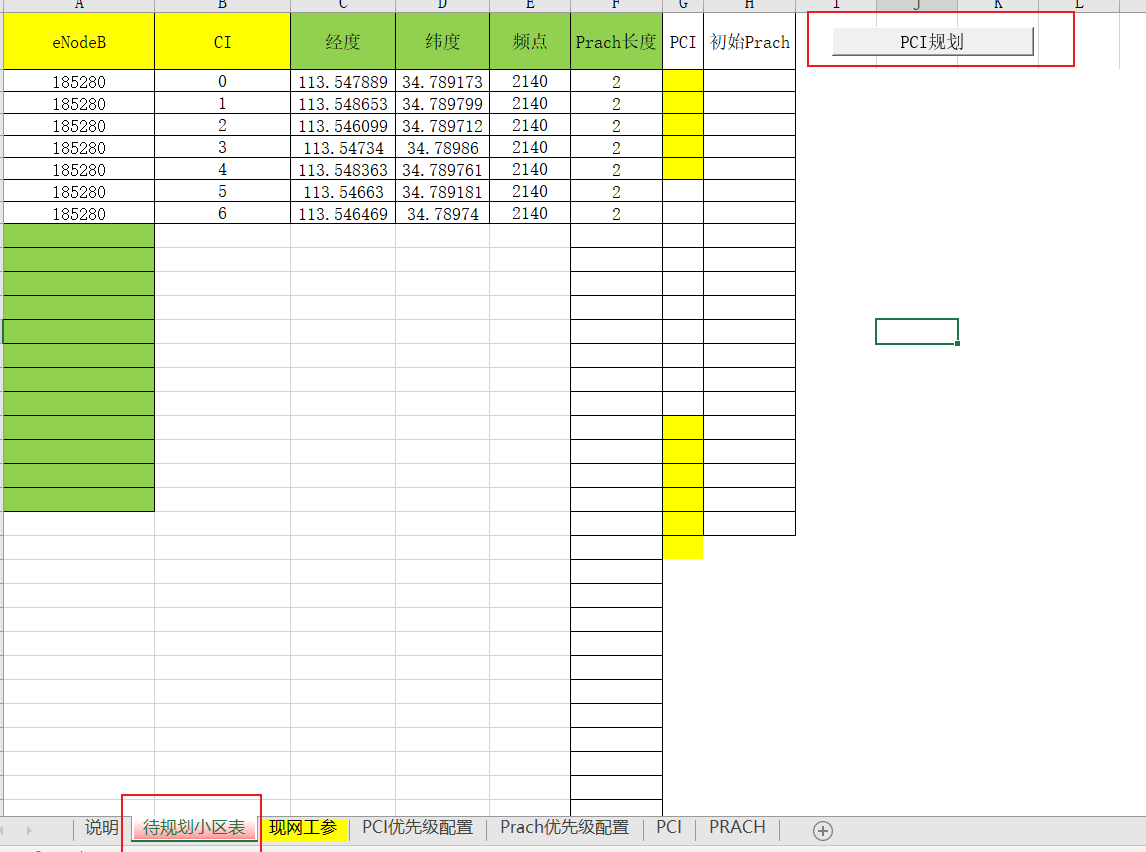 A B C D E F G H I J K L
eNodeB CI 经度 纬度 频点 Prach长度 PCI 初始Prach PCI规划
185280 0 113.547889 34.789173 2140 2
185280 1 113.548653 34.789799 2140 2
185280 2 113.546099 34.789712 2140 2
185280 3 113.54734 34.78986 2140 2
185280 4 113.548363 34.789761 2140 2
185280 5 113.54663 34.789181 2140 2
185280 6 113.546469 34.78974 2140 2
说明 待规划小区表 现网工参 PCI优先级配置 Prach优先级配置 PCI PRACH